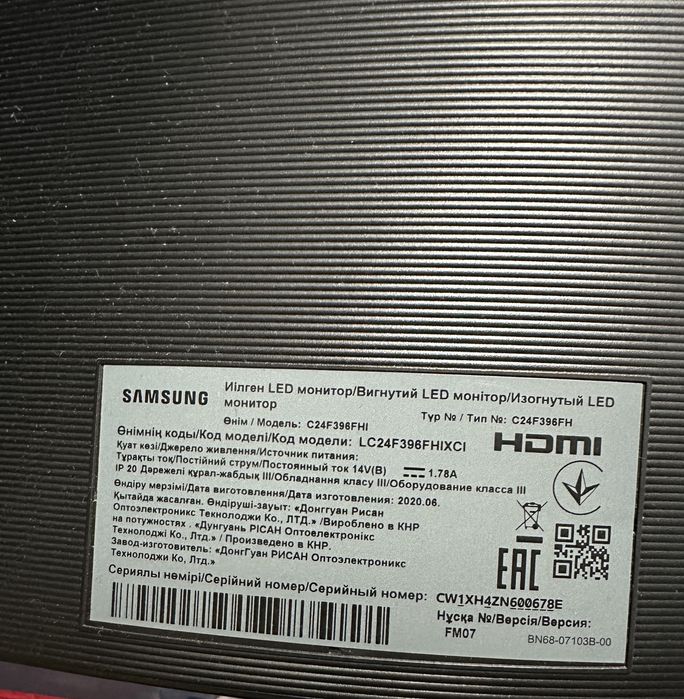 SAMSUNG
Иілген LED монитор/Вигнутий LED монітор/Изогнутый LED
монитор
Өнім / Модель: C24F396FHI Түр № / Тип №: C24F396FH
Өнімнің коды/Код моделі/Код модели: LC24F396FHIXCI
HDMI
Қуат көзі/Джерело живлення/Источник питания:
Тұрақты ток/Постійний струм/Постоянный ток 14V(В) 1.78A
IP 20 Дәрежелі құрал-жабдық III/Обладнання класу III/Оборудование класса III
Өндіру мерзімі/Дата виготовлення/Дата изготовления: 2020.06.
Қытайда жасалған. Өндіруші-зауыт: «Донггуан Рисан
Оптоэлектроникс Текнолоджи Ко., ЛТД.» /Вироблено в КНР
на потужностях . «Дунгуань РІСАН Оптоелектронікс
Текнолоджі Ко., Лтд.» / Произведено в КНР.
Завод-изготовитель: «ДонгГуан РИСАН Оптоэлектроникс
Технолоджи Ко., Лтд.»
EAC
Сериялы нөмірі/Серійний номер/Серийный номер: CW1XH4ZN600678E
Нұсқа №/Версія/Версия:
FM07
BN68-07103B-00